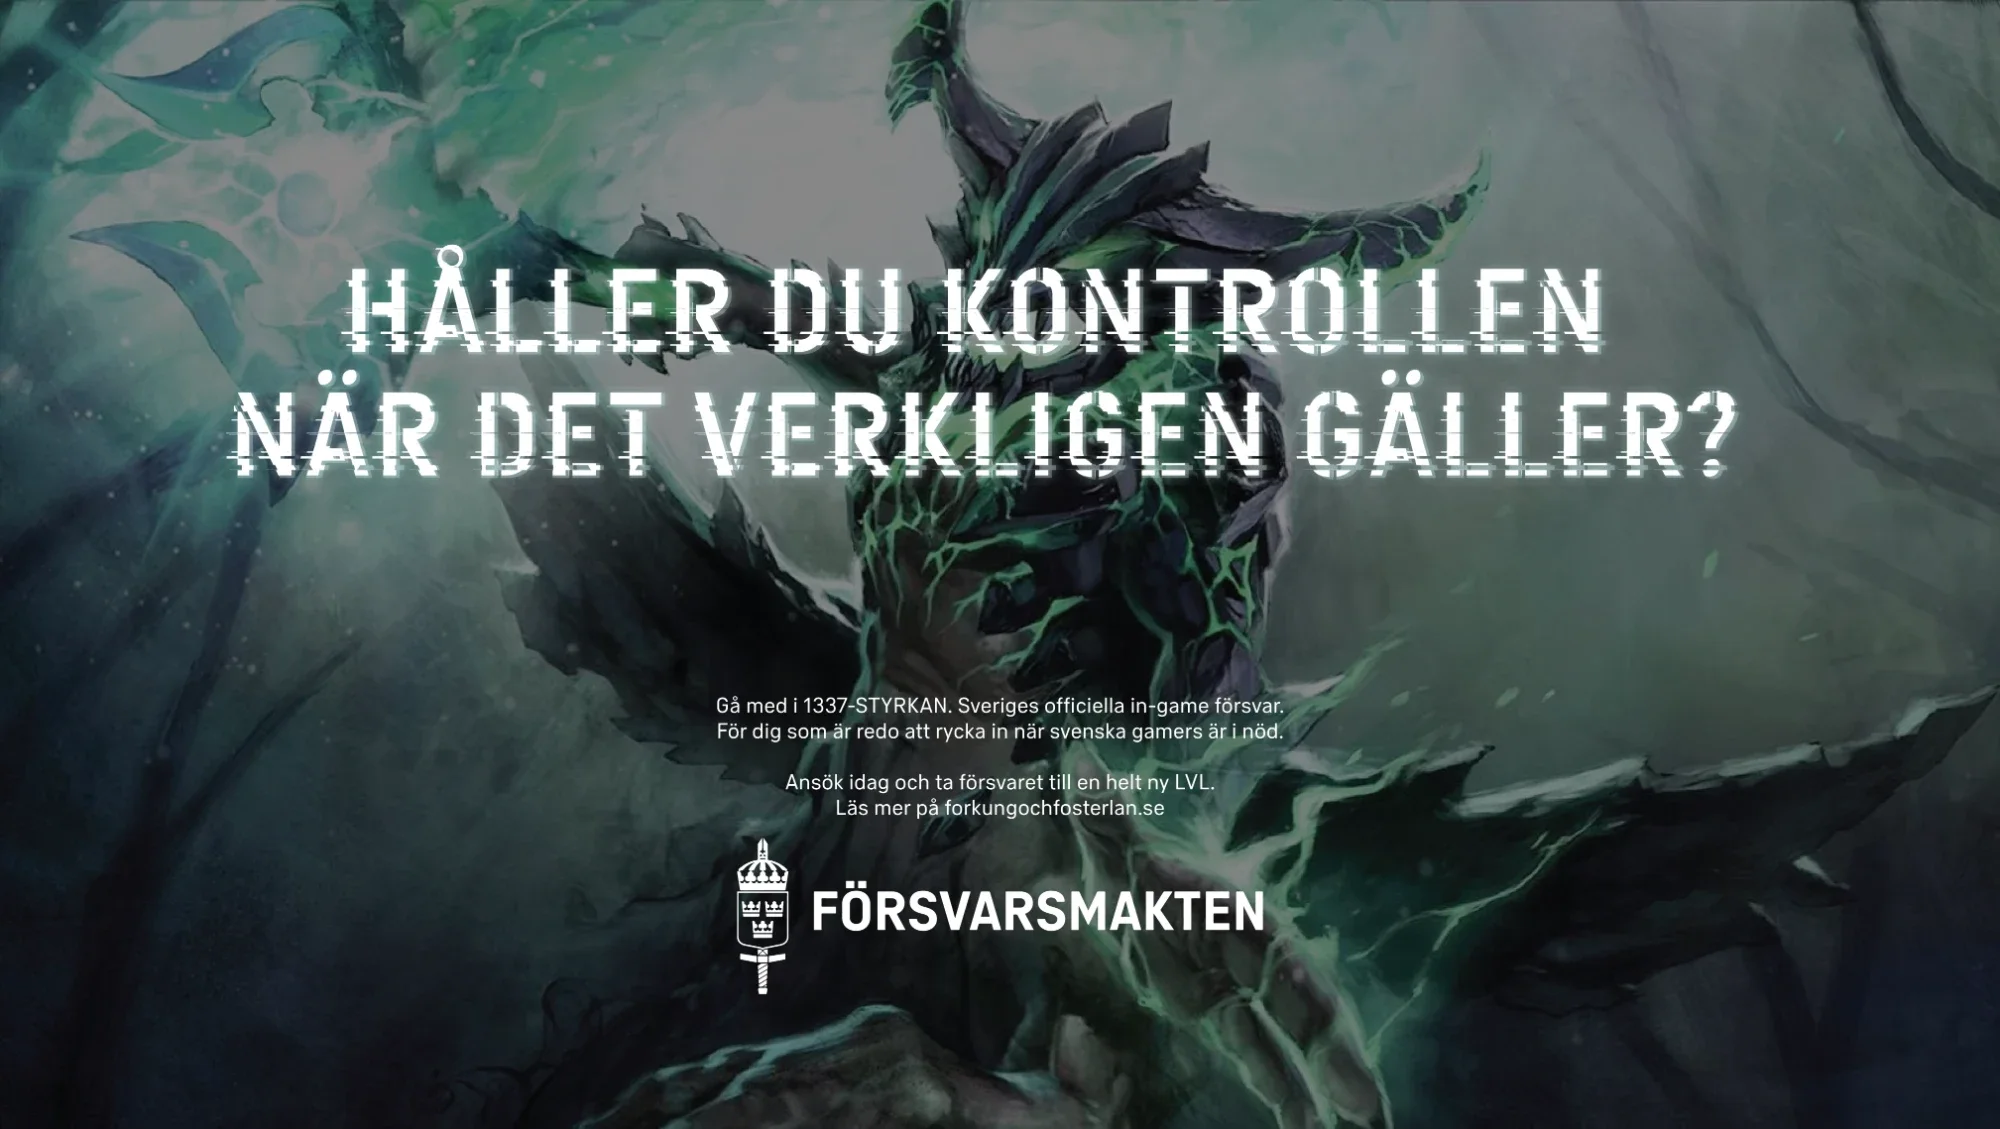 HÅLLER DU KONTROLLEN
NÄR DET VERKLIGEN GÄLLER?
Gå med i 1337-STYRKAN. Sveriges officiella in-game försvar.
För dig som är redo att rycka in när svenska gamers är i nöd.
Ansök idag och ta försvaret till en helt ny LVL.
Läs mer på forkungochfosterlan.se
FÖRSVARSMAKTEN